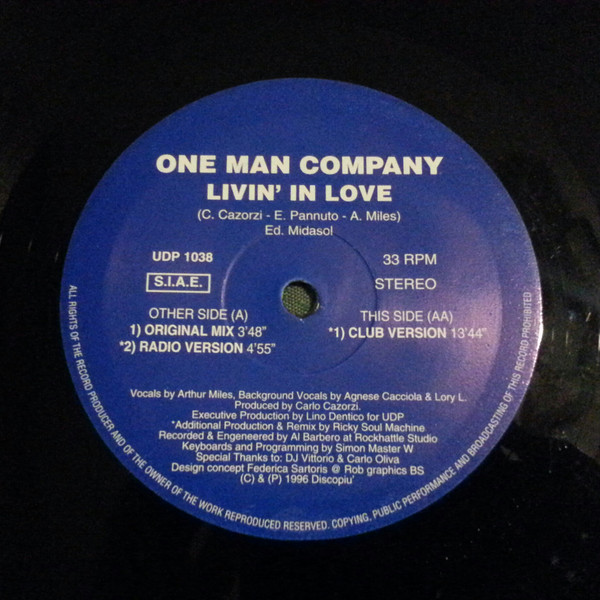 ONE MAN COMPANY
LIVIN' IN LOVE
(C. Cazorzi - E. Pannuto - A. Miles)
Ed. Midasol
UDP 1038
33 RPM
S.I.A.E.
STEREO
OTHER SIDE (A)
1) ORIGINAL MIX 3'48"
*2) RADIO VERSION 4'55"
THIS SIDE (AA)
*1) CLUB VERSION 13'44"
Vocals by Arthur Miles, Background Vocals by Agnese Cacciola & Lory L.
Produced by Carlo Cazorzi.
Executive Production by Lino Dentico for UDP
*Additional Production & Remix by Ricky Soul Machine
Recorded & Engeneered by Al Barbero at Rockhattle Studio
Keyboards and Programming by Simon Master W
Special Thanks to: DJ Vittorio & Carlo Oliva
Design concept Federica Sartoris @ Rob graphics BS
(C) & (P) 1996 Discopiu'
ALL RIGHTS OF THE RECORD PRODUCER AND OF THE OWNER OF THE WORK REPRODUCED RESERVED. COPYING, PUBLIC PERFORMANCE AND BROADCASTING OF THIS RECORD PROHIBITED